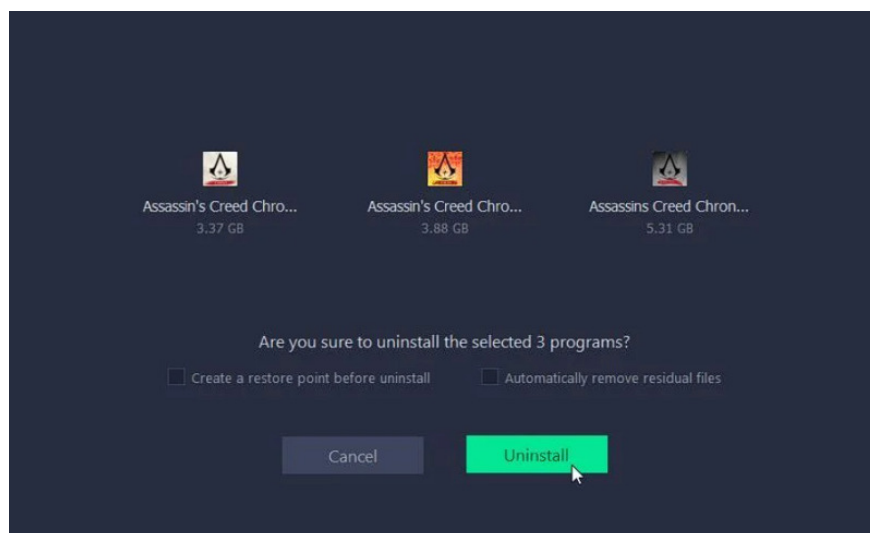 Assassin's Creed Chro... Assassin's Creed Chro... Assassins Creed Chron...
3.37 GB 3.88 GB 5.31 GB
Are you sure to uninstall the selected 3 programs?
Create a restore point before uninstall Automatically remove residual files
Cancel Uninstall